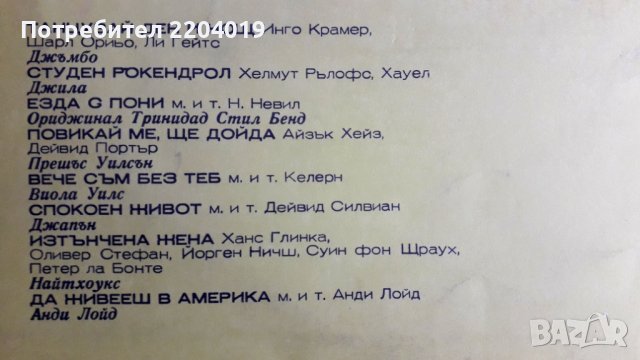 Потребител 2204019
Инго Крамер,
Шарл Орибо, Ли Гейтс
Джъмбо
СТУДЕН РОКЕНДРОЛ Хелмут Рьлофс, Хауел
Джила
ЕЗДА С ПОНИ м. и т. Н. Невил
Ориджинал Тринидад Стил Бенд
ПОВИКАЙ МЕ, ЩЕ ДОЙДА Айзък Хейз,
Дейвид Портър
Прешъс Уилсън
ВЕЧЕ СЪМ БЕЗ ТЕБ м. и т. Келерн
Виола Уилс
СПОКОЕН ЖИВОТ м. и т. Дейвид Силвиан
Джапън
ИЗТЪНЧЕНА ЖЕНА Ханс Глинка,
Оливер Стефан, Йорген Ничш, Суин фон Щраух,
Петер ла Бонте
Найтхоукс
ДА ЖИВЕЕШ В АМЕРИКА м. и т. Анди Лойд
Анди Лойд
BAZAR